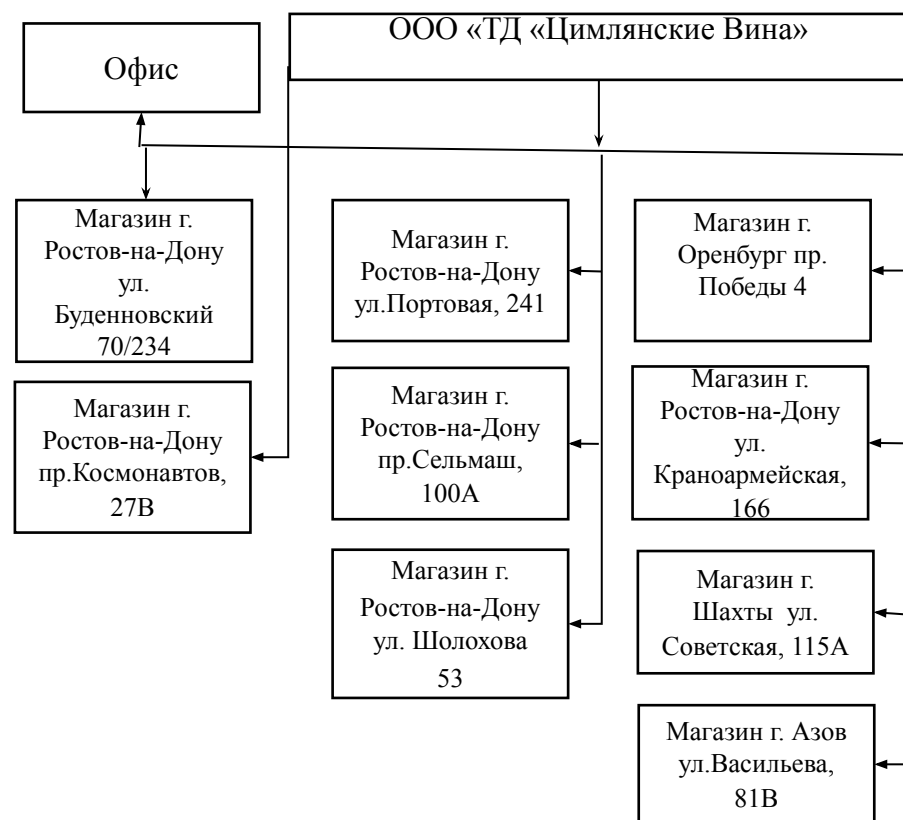 ООО «ТД «Цимлянские Вина»
Офис
Магазин г.
Ростов-на-Дону
ул.
Буденновский
70/234
Магазин г.
Ростов-на-Дону
пр.Космонавтов,
27В
Магазин г.
Ростов-на-Дону
ул.Портовая, 241
Магазин г.
Ростов-на-Дону
пр.Сельмаш,
100А
Магазин г.
Ростов-на-Дону
ул. Шолохова
53
Магазин г.
Оренбург пр.
Победы 4
Магазин г.
Ростов-на-Дону
ул.
Краноармейская,
166
Магазин г.
Шахты ул.
Советская, 115А
Магазин г. Азов
ул.Васильева,
81В